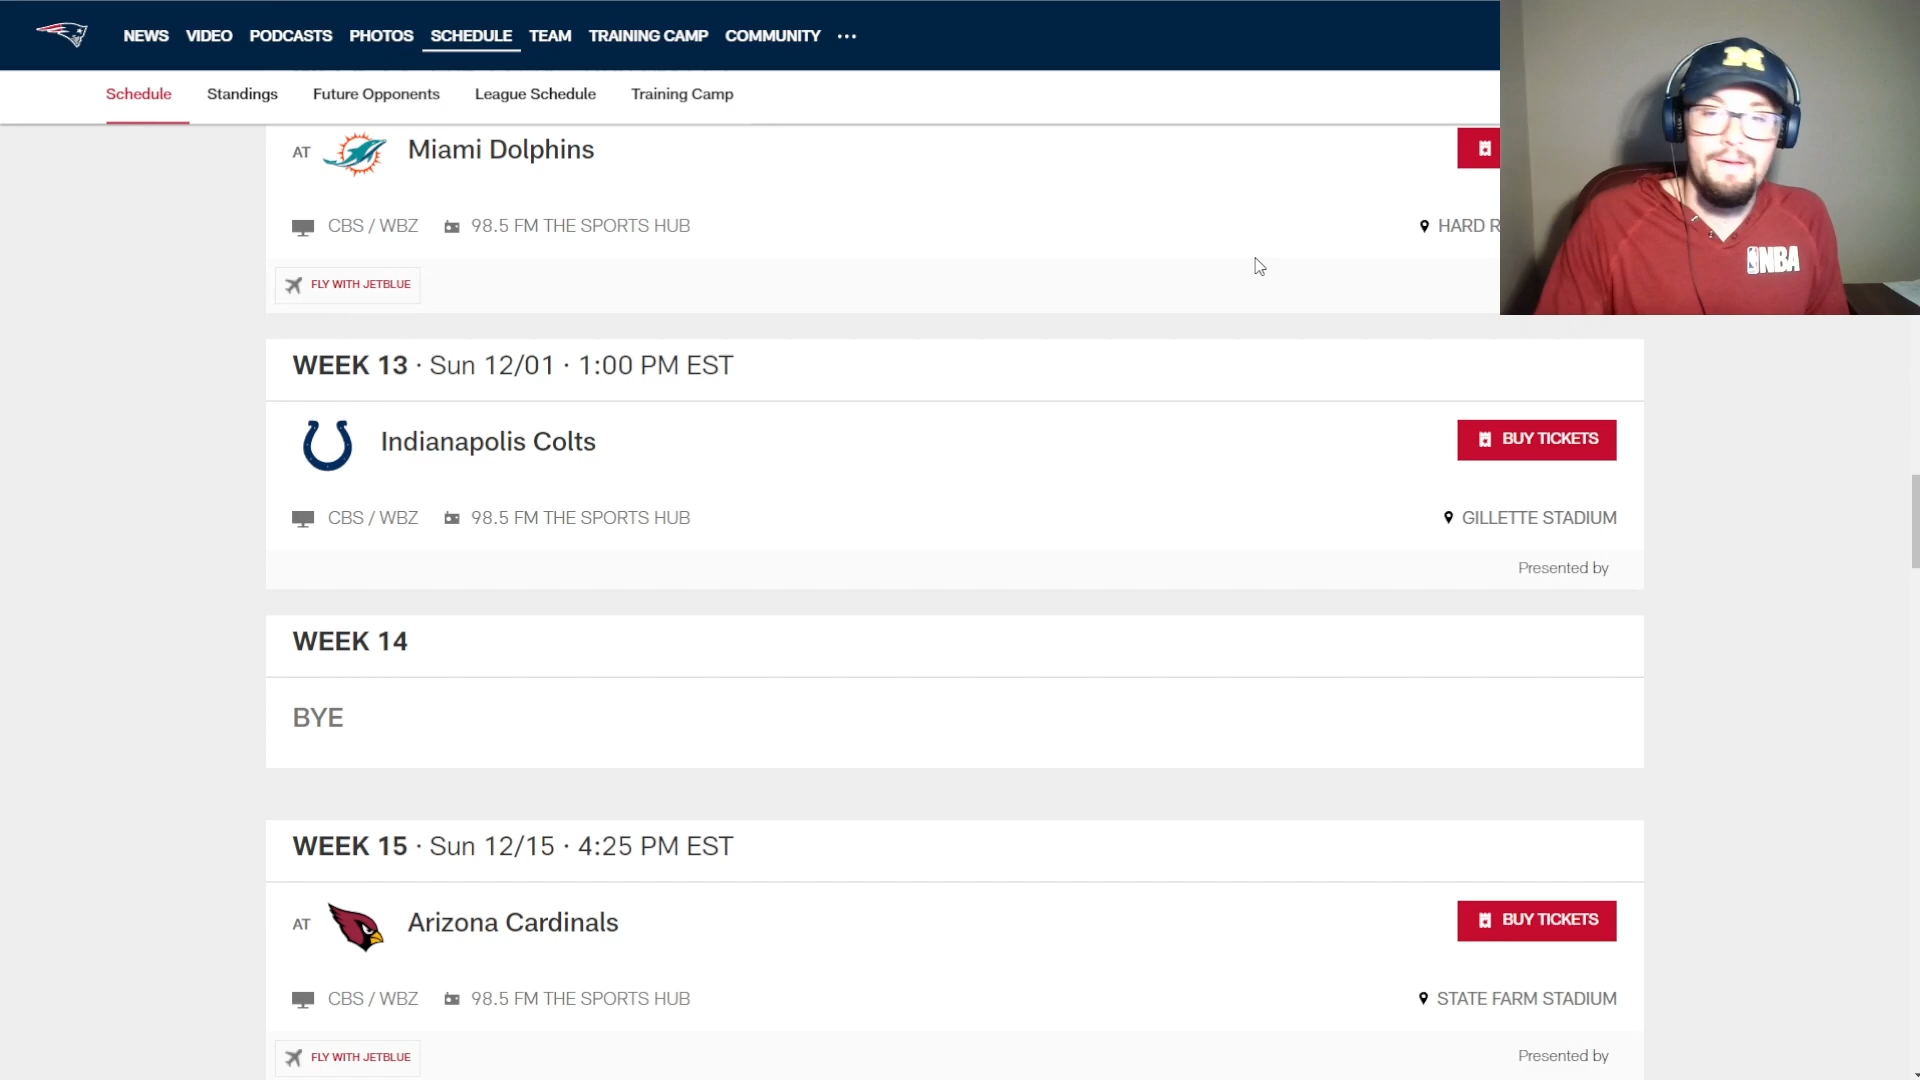 NEWS VIDEO PODCASTS PHOTOS SCHEDULE TEAM TRAINING CAMP COMMUNITY ...
Schedule Standings Future Opponents League Schedule Training Camp
AT Miami Dolphins
CBS / WBZ 98.5 FM THE SPORTS HUB HARD
FLY WITH JETBLUE
M
NBA
WEEK 13 · Sun 12/01 · 1:00 PM EST
Indianapolis Colts BUY TICKETS
CBS / WBZ 98.5 FM THE SPORTS HUB GILLETTE STADIUM
Presented by
WEEK 14
BYE
WEEK 15 · Sun 12/15 · 4:25 PM EST
AT Arizona Cardinals BUY TICKETS
CBS / WBZ 98.5 FM THE SPORTS HUB STATE FARM STADIUM
FLY WITH JETBLUE Presented by